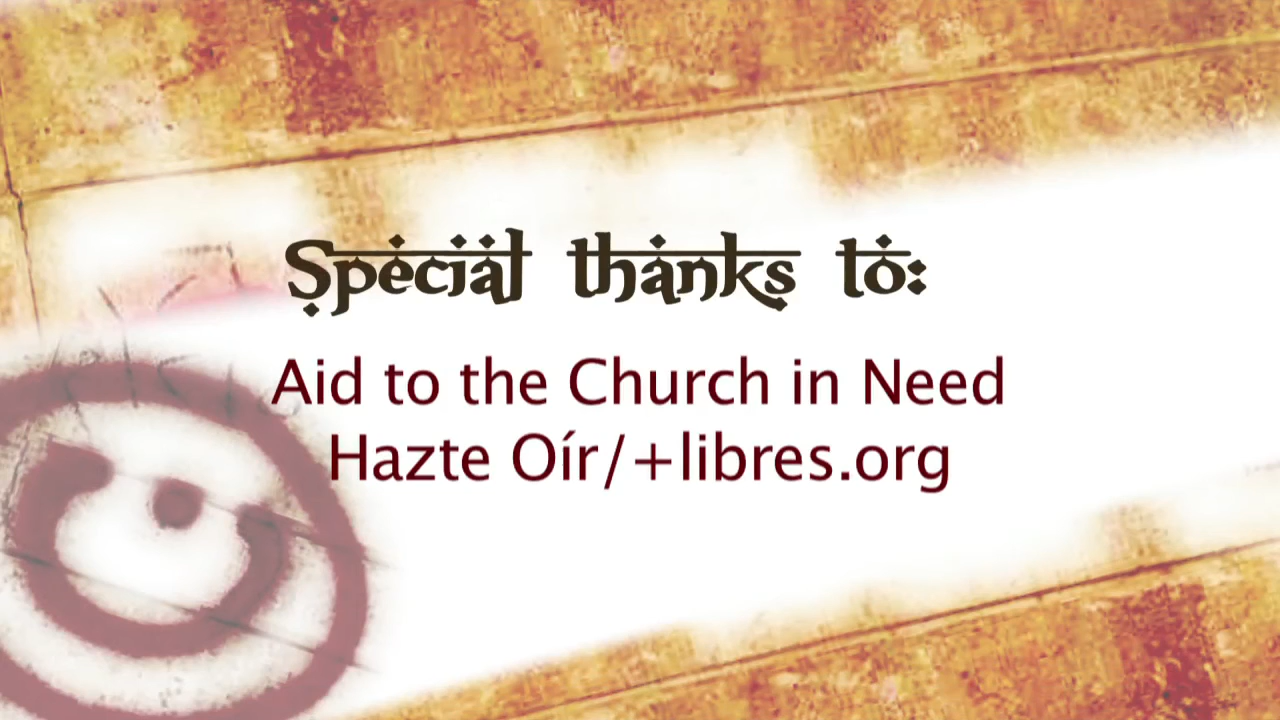 Special thanks to:
Aid to the Church in Need
Hazte Oír/+libres.org